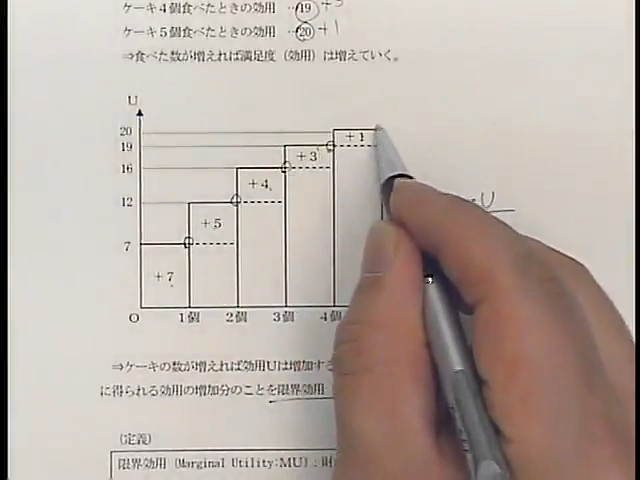 ケーキ4個食べたときの効用 …19 +3
ケーキ5個食べたときの効用 …20 +1
⇒食べた数が増えれば満足度（効用）は増えていく。
U
20
19
16
12
7
+1
+3
+4
+5
+7
O 1個 2個 3個 4個
U
⇒ケーキの数が増えれば効用Uは増加する
に得られる効用の増加分のことを限界効用
（定義）
限界効用（Marginal Utility:MU）：財